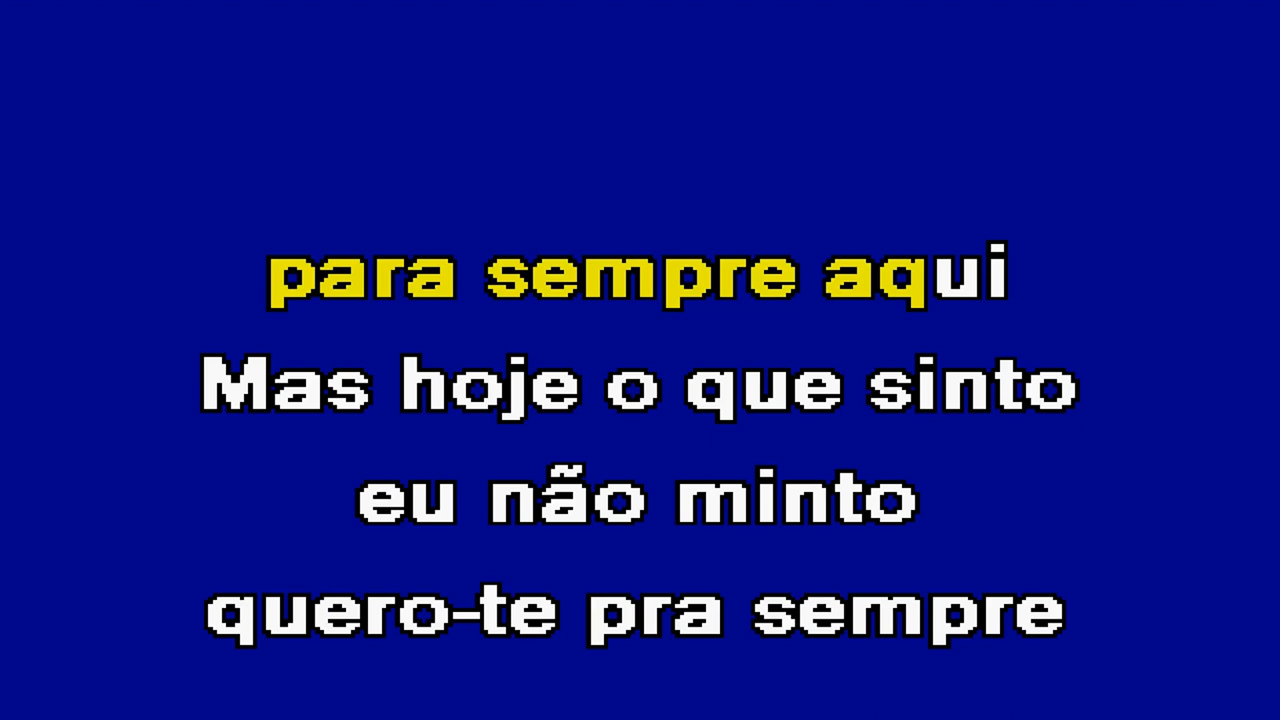 para sempre aqui
Mas hoje o que sinto
eu não minto
quero-te pra sempre